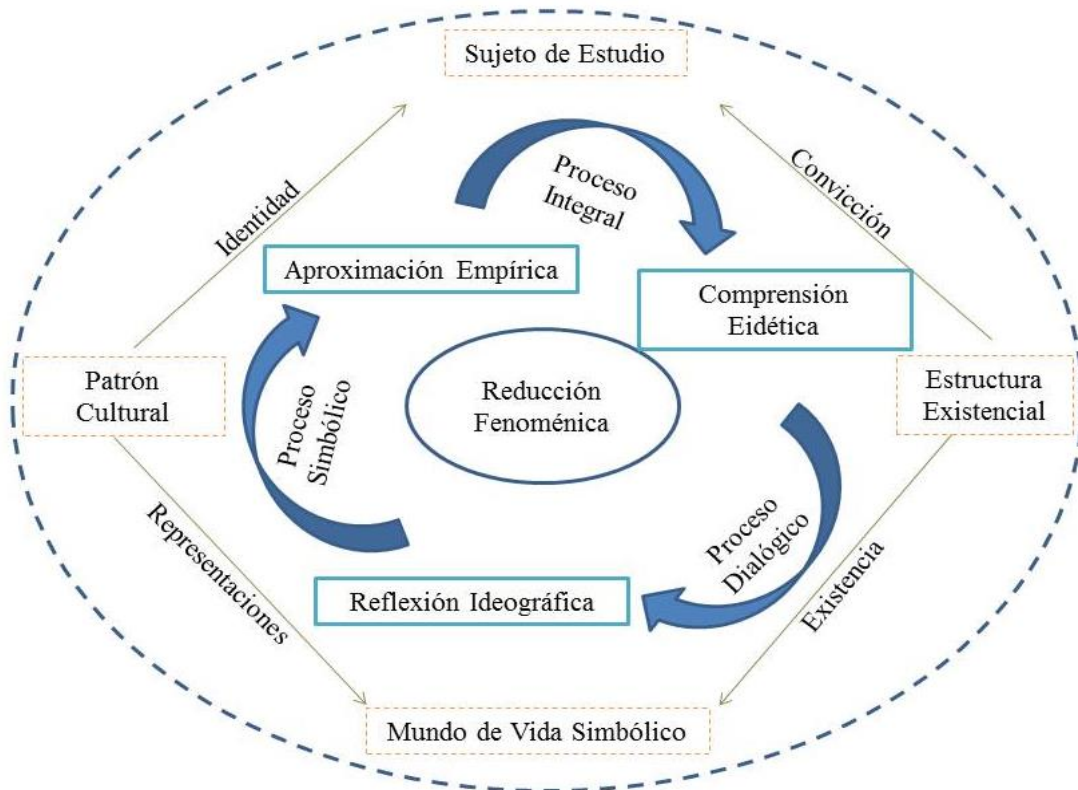 Sujeto de Estudio
Identidad
Proceso
Integral
Convicción
Aproximación Empírica
Comprensión
Eidética
Patrón
Cultural
Proceso
Simbólico
Reducción
Fenoménica
Estructura
Existencial
Representaciones
Proceso
Dialógico
Existencia
Reflexión Ideográfica
Mundo de Vida Simbólico